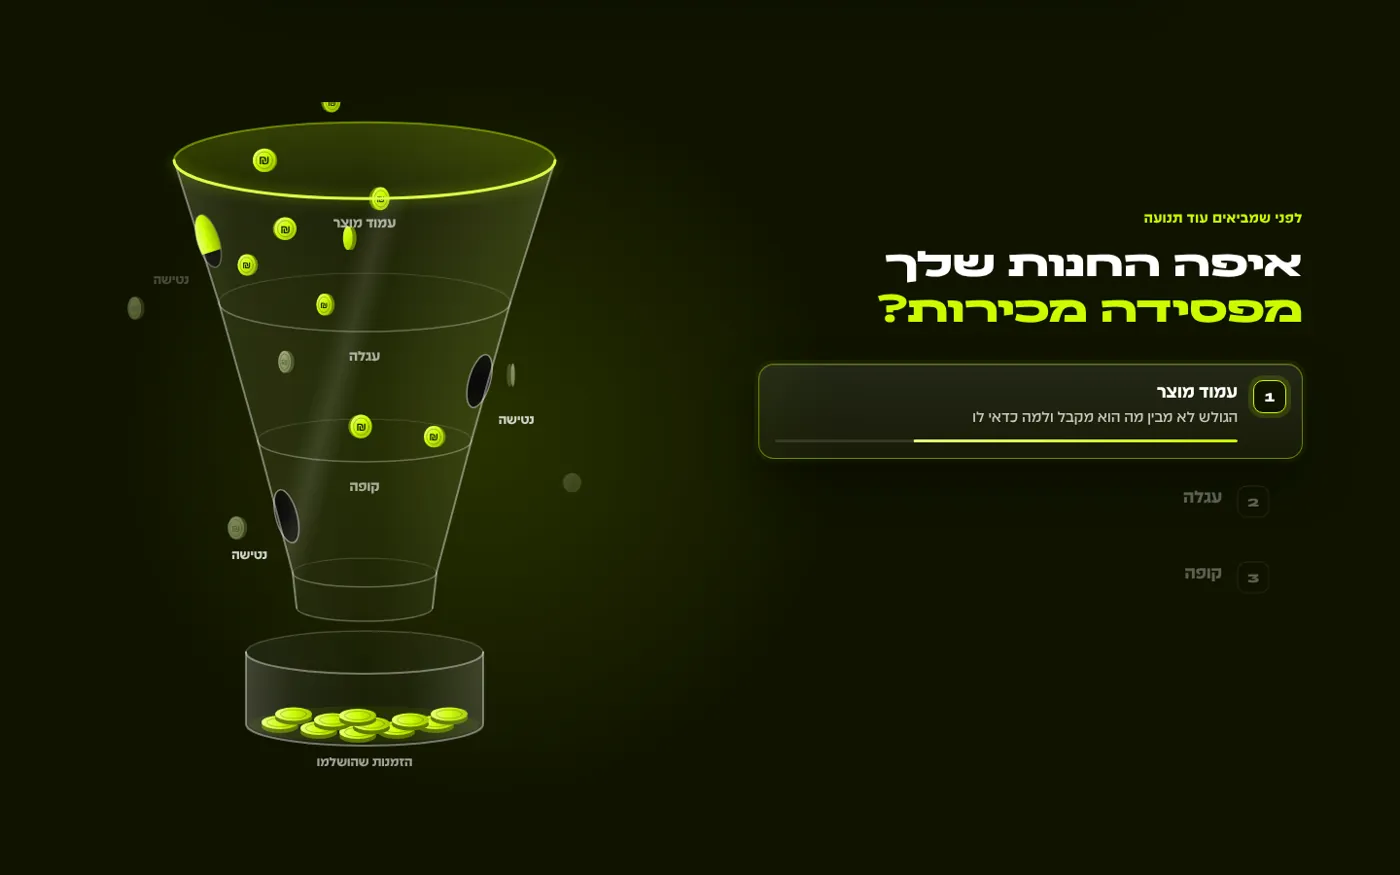 לפני שמביאים עוד תנועה
איפה החנות שלך
מפסידה מכירות?
1
עמוד מוצר
הגולש לא מבין מה הוא מקבל ולמה כדאי לו
2
עגלה
3
קופה
₪
₪
₪
₪
₪
עמוד מוצר
נטישה
₪
עגלה
נטישה
₪
₪
קופה
נטישה
הזמנות שהושלמו